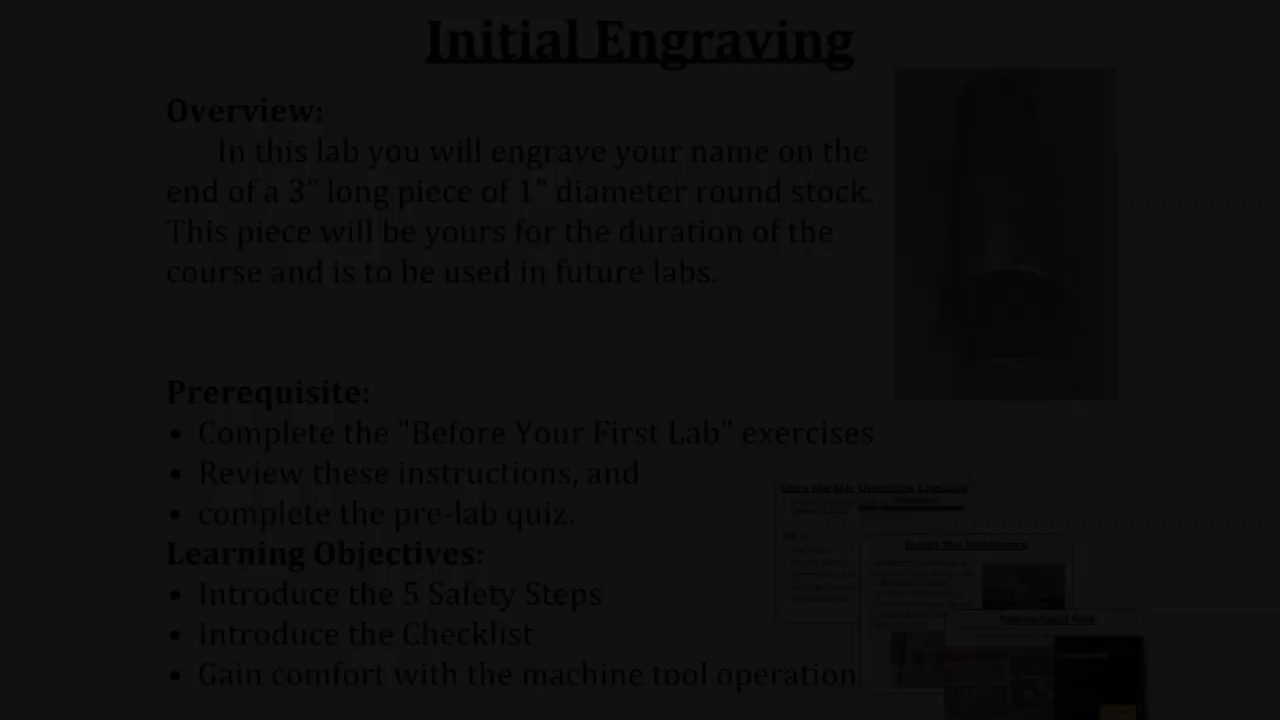 Initial Engraving
Overview:
In this lab you will engrave your name on the
end of a 3" long piece of 1" diameter round stock.
This piece will be yours for the duration of the
course and is to be used in future labs.
Prerequisite:
• Complete the "Before Your First Lab" exercises
• Review these instructions, and
• complete the pre-lab quiz.
Learning Objectives:
• Introduce the 5 Safety Steps
• Introduce the Checklist
• Gain comfort with the machine tool operation
Insert the Workpiece